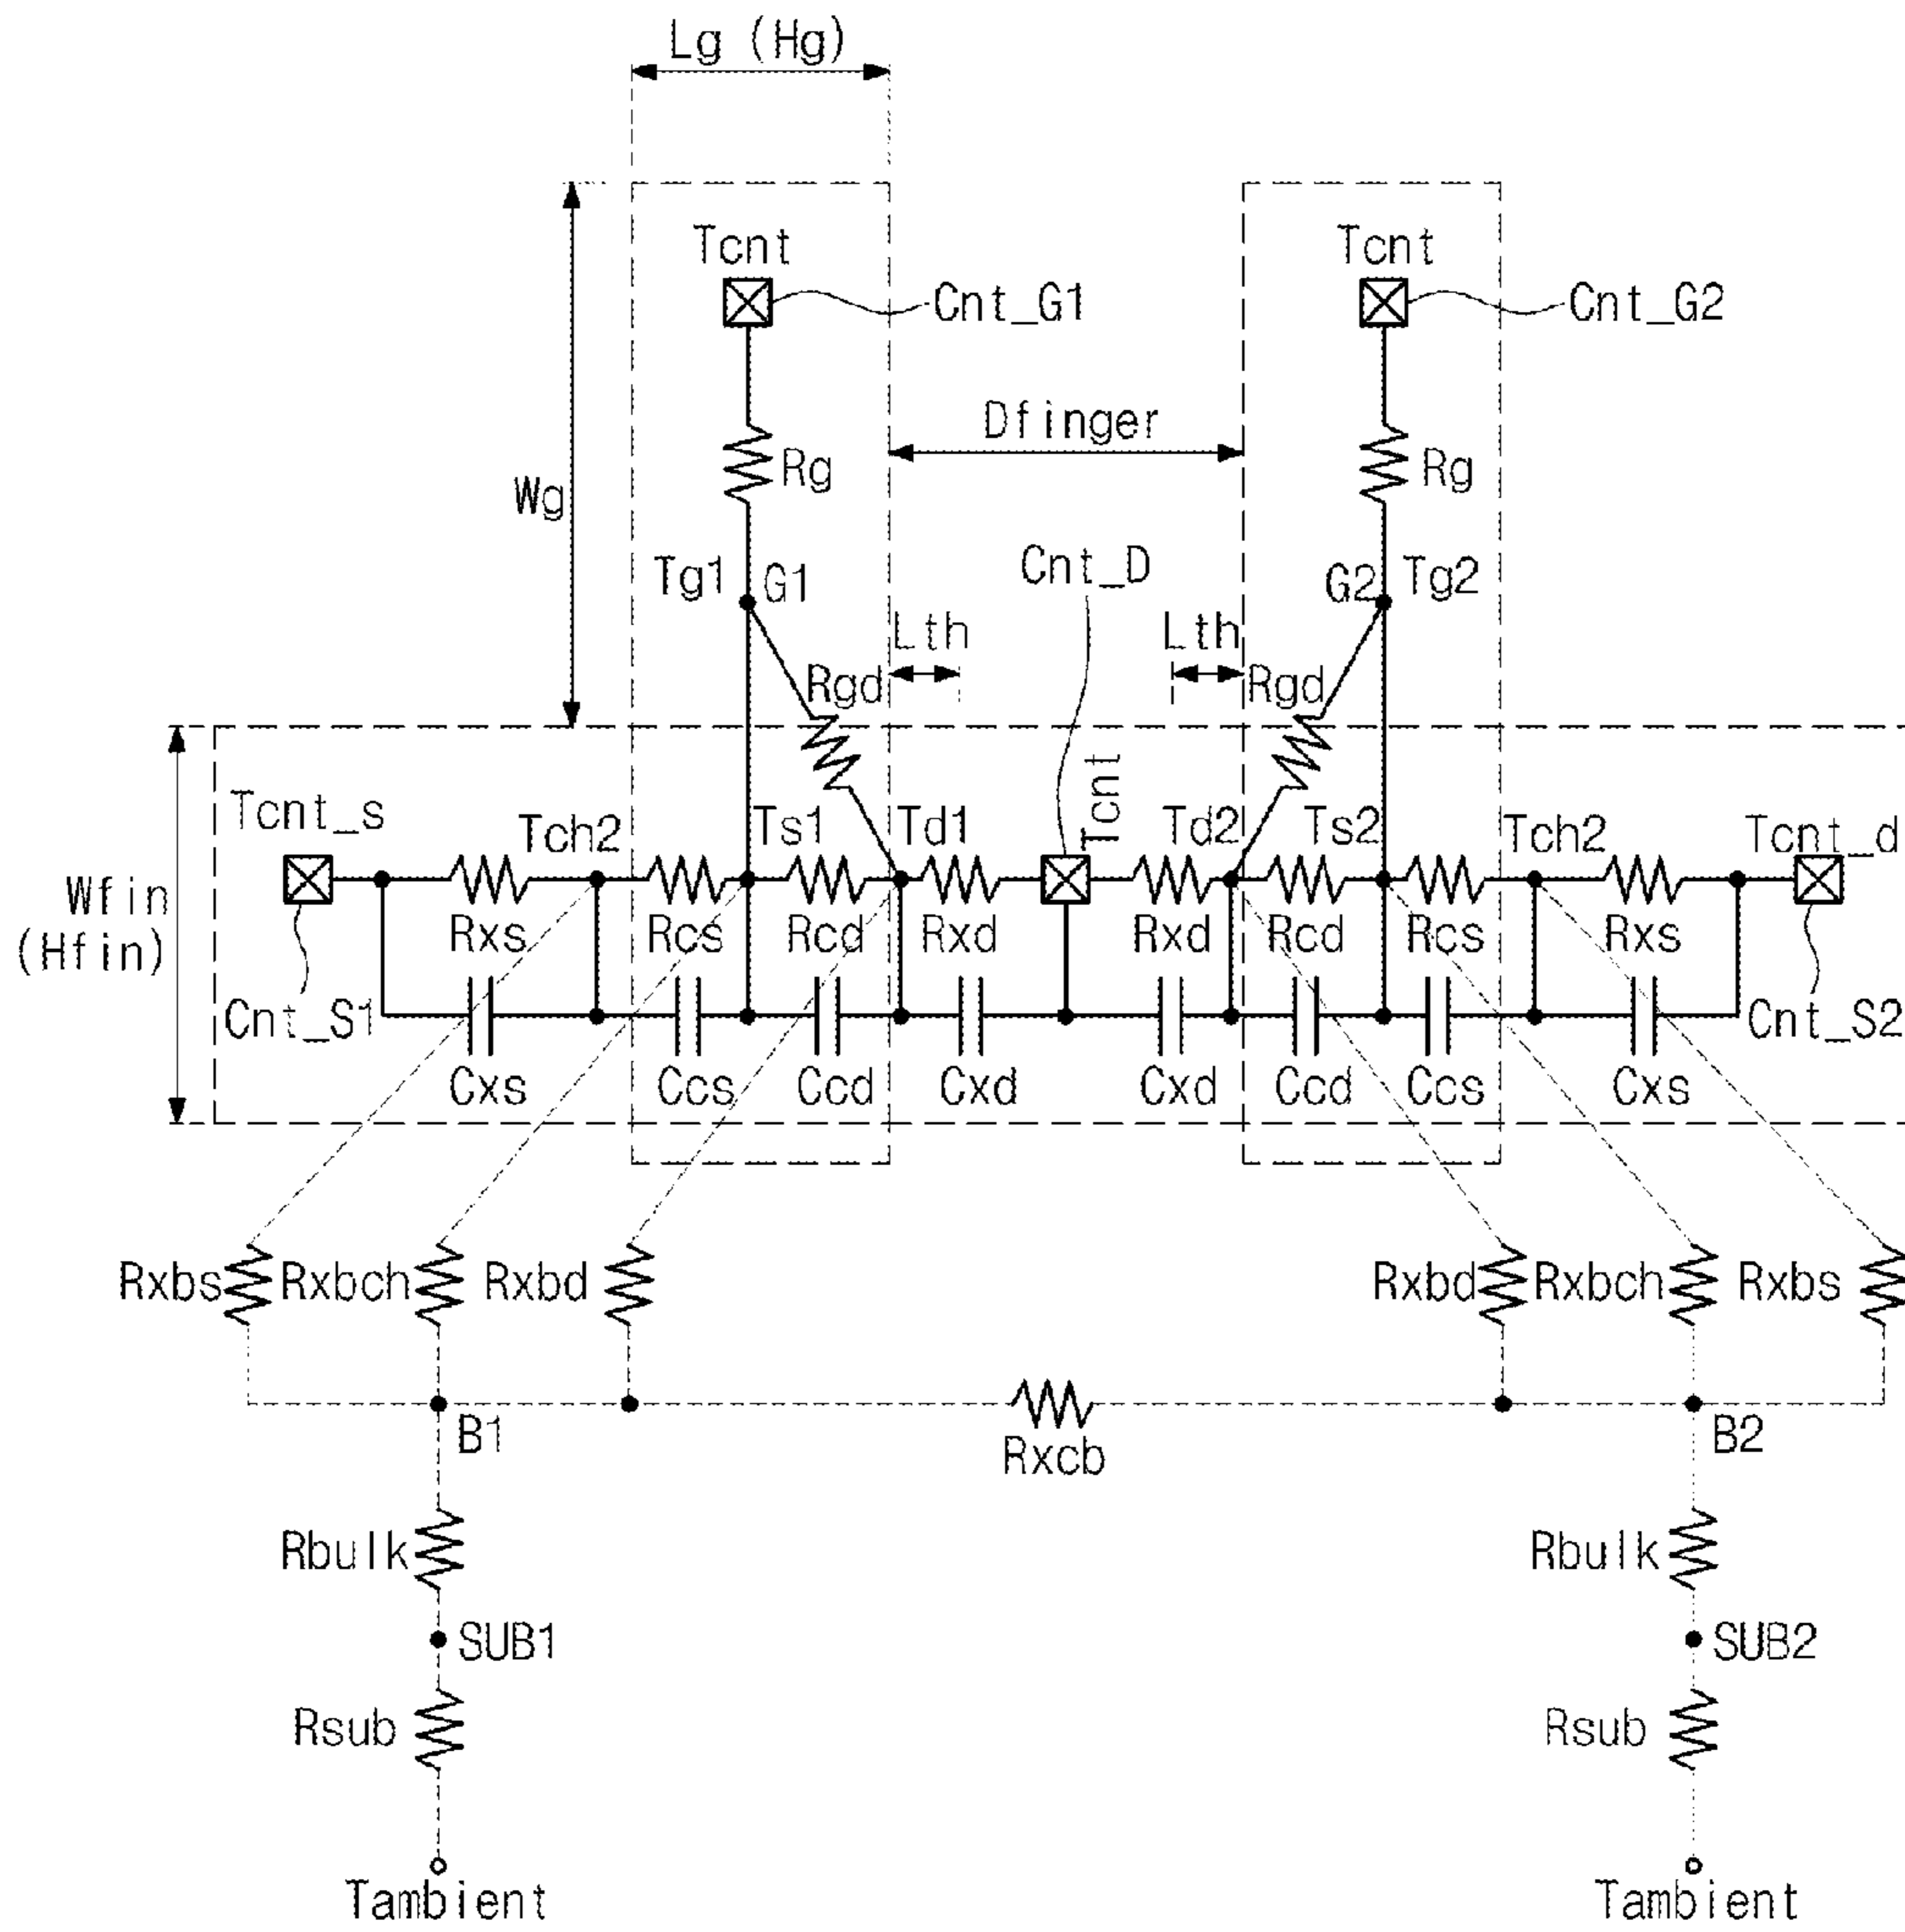 Lg (Hg)
Tcnt Tcnt
Cnt_G1 Cnt_G2
Dfinger
Rg Rg
Wg
Cnt_D
Tg1 G1 G2 Tg2
Lth Lth
Rgd Rgd
Tcnt
Tcnt_s Tch2 Ts1 Td1 Td2 Ts2 Tch2 Tcnt_d
Wfin
(Hfin)
Rxs Rcs Rcd Rxd Rxd Rcd Rcs Rxs
Cnt_S1 Cnt_S2
Cxs Ccs Ccd Cxd Cxd Ccd Ccs Cxs
Rxbs Rxbch Rxbd Rxbd Rxbch Rxbs
B1 B2
Rxcb
Rbulk Rbulk
SUB1 SUB2
Rsub Rsub
Tambient Tambient